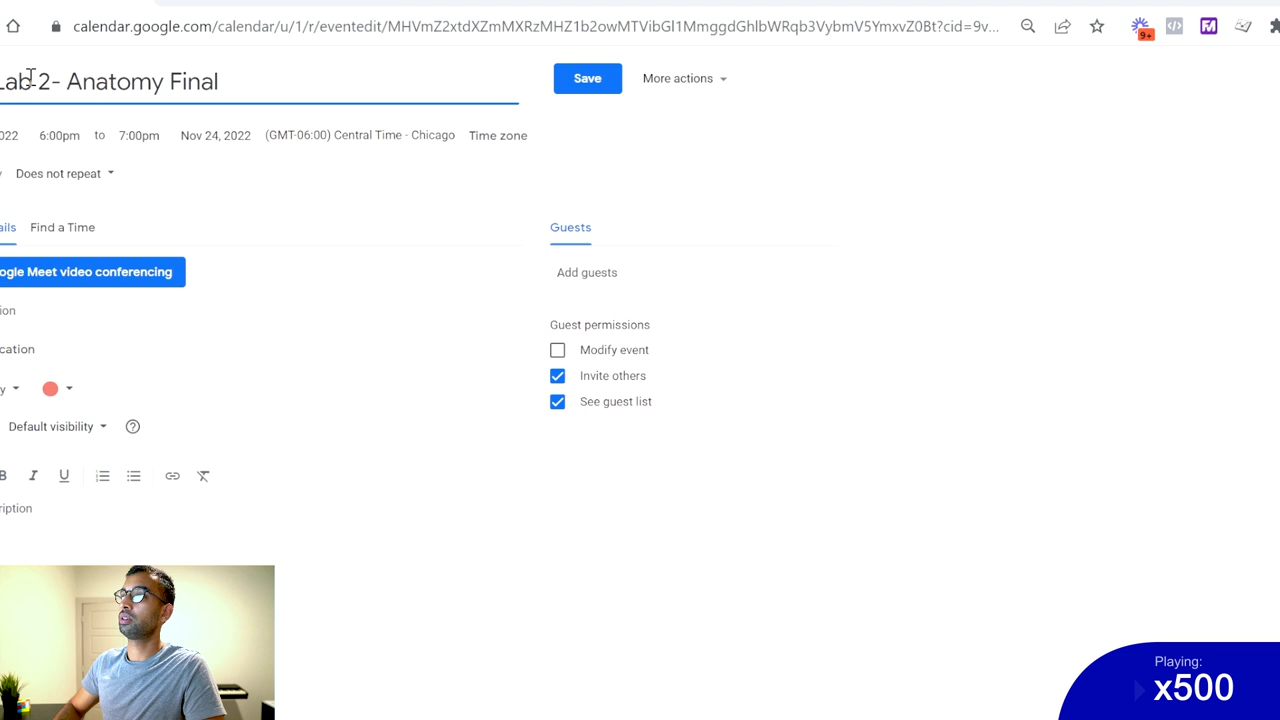 calendar.google.com/calendar/u/1/r/eventedit/MHVmZ2xtdXZmMXRzMHZ1b2owMTVibGI1MmggdGhlbWRqb3VybmV5YmxvZ0Bt?cid=9v...
9+
Lab 2- Anatomy Final
Save
More actions
022 6:00pm to 7:00pm Nov 24, 2022 (GMT-06:00) Central Time - Chicago Time zone
y Does not repeat
ails Find a Time
Guests
ogle Meet video conferencing
Add guests
ion
Guest permissions
cation
Modify event
Invite others
y
See guest list
Default visibility
B I U
ription
Playing:
x500